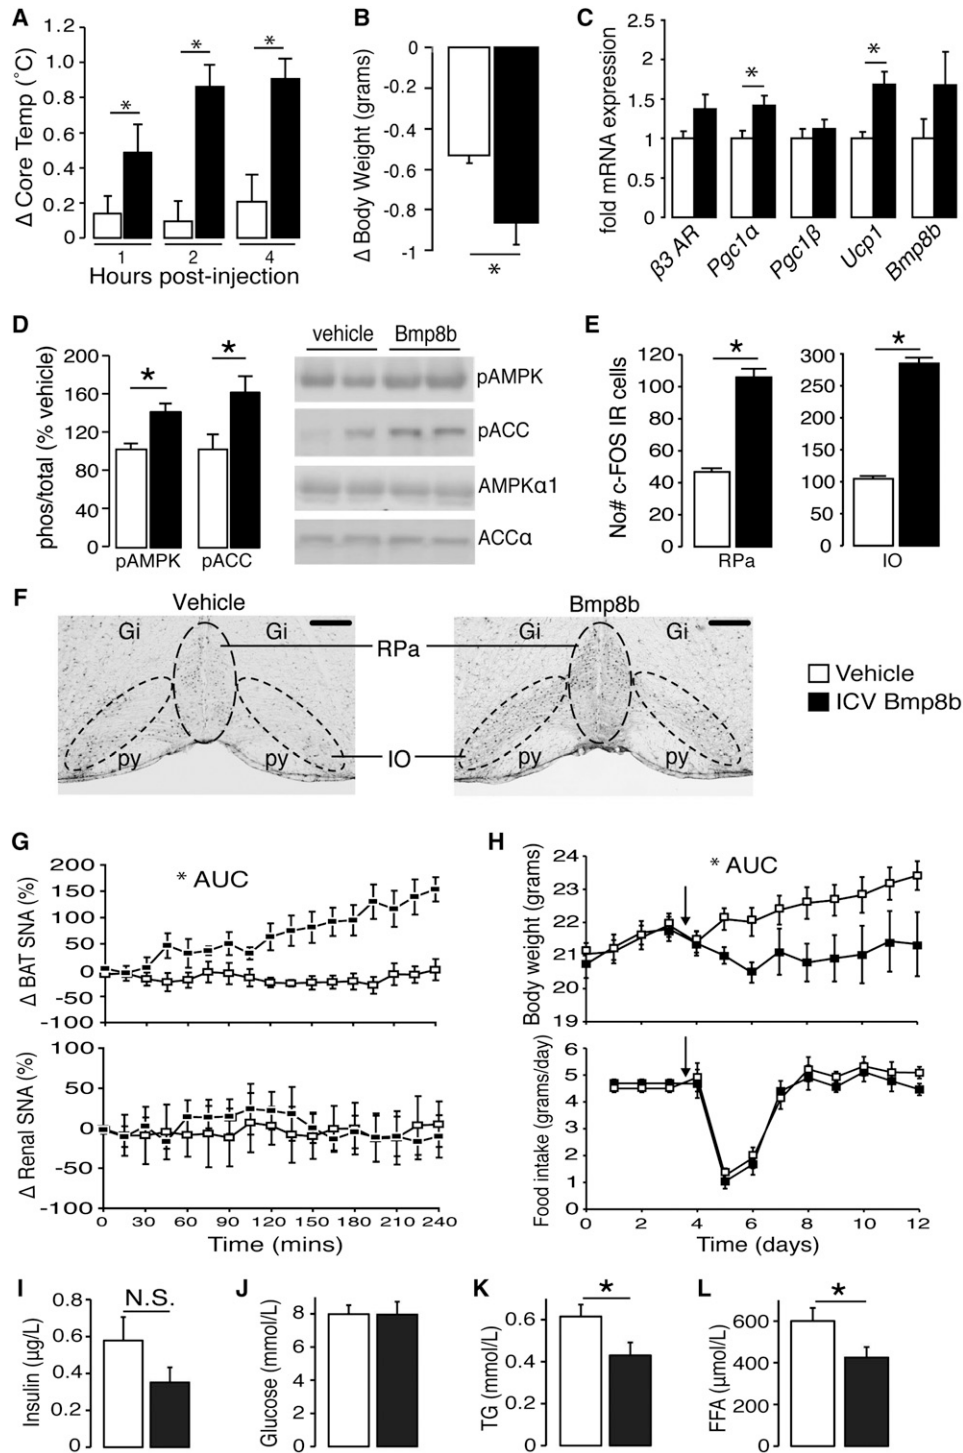 A
Δ Core Temp (˚C)
1.2
1.0
0.8
0.6
0.4
0.2
0
*
*
*
1
2
4
Hours post-injection
B
Δ Body Weight (grams)
0
-0.2
-0.4
-0.6
-0.8
-1
*
C
fold mRNA expression
2.5
2
1.5
1
0.5
0
*
*
β3 AR
Pgc1α
Pgc1β
Ucp1
Bmp8b
D
phos/total (% vehicle)
200
160
120
80
40
0
*
*
pAMPK
pACC
vehicle
Bmp8b
pAMPK
pACC
AMPKα1
ACCα
E
No# c-FOS IR cells
120
100
80
60
40
20
0
*
RPa
300
250
200
150
100
50
0
*
IO
F
Vehicle
Bmp8b
Gi
Gi
RPa
Gi
Gi
py
py
IO
py
py
Vehicle
ICV Bmp8b
G
Δ BAT SNA (%)
200
150
100
50
0
-50
-100
* AUC
Δ Renal SNA (%)
100
50
0
-50
-100
0 30 60 90 120 150 180 210 240
Time (mins)
H
Body weight (grams)
24
23
22
21
20
19
* AUC
Food intake (grams/day)
6
5
4
3
2
1
0
0 2 4 6 8 10 12
Time (days)
I
Insulin (µg/L)
0.8
0.6
0.4
0.2
0
N.S.
J
Glucose (mmol/L)
8
6
4
2
0
K
TG (mmol/L)
0.8
0.4
0.2
0
*
L
FFA (µmol/L)
600
400
200
0
*